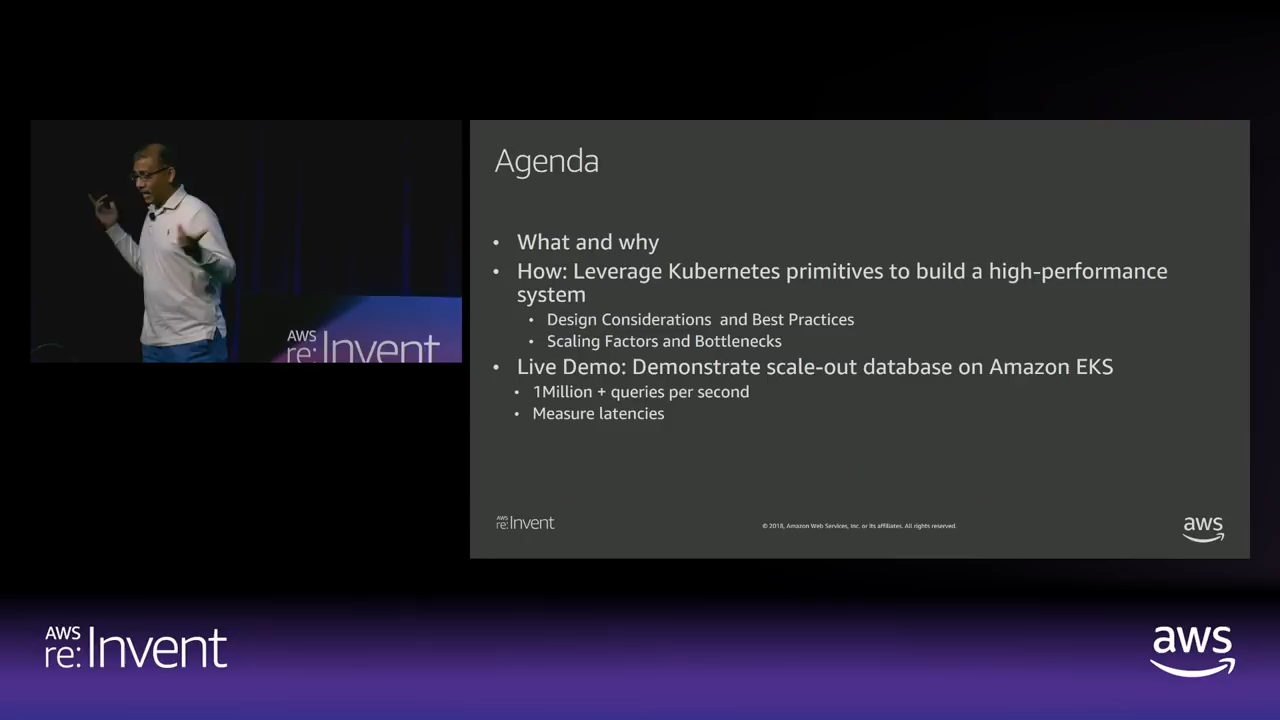 Agenda
• What and why
• How: Leverage Kubernetes primitives to build a high-performance
system
• Design Considerations and Best Practices
• Scaling Factors and Bottlenecks
• Live Demo: Demonstrate scale-out database on Amazon EKS
• 1Million + queries per second
• Measure latencies
AWS
re:Invent
© 2018, Amazon Web Services, Inc. or its affiliates. All rights reserved.
aws
AWS
re:Invent
AWS
re:Invent
aws